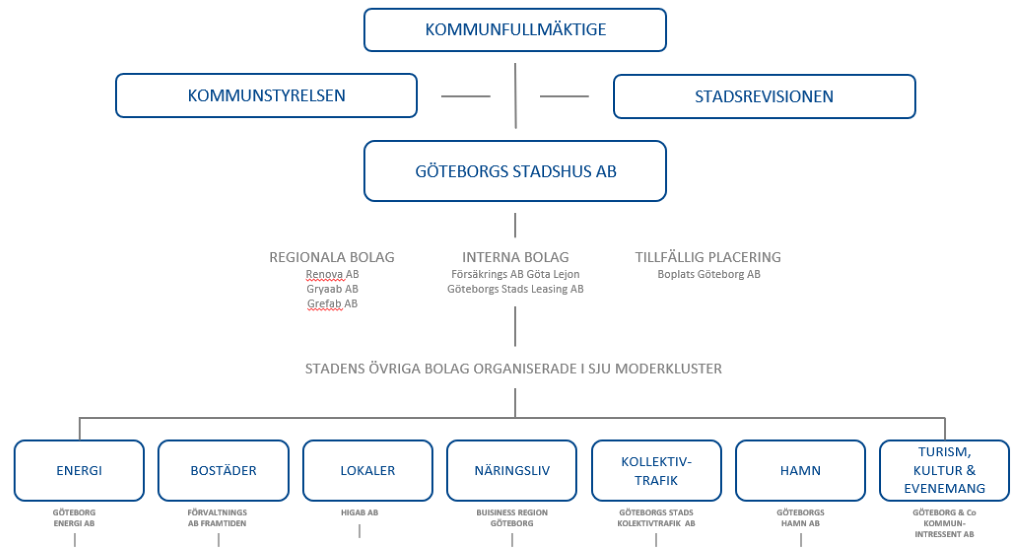 KOMMUNFULLMÄKTIGE
KOMMUNSTYRELSEN
STADSREVISIONEN
GÖTEBORGS STADSHUS AB
REGIONALA BOLAG
Renova AB
Gryaab AB
Grefab AB
INTERNA BOLAG
Försäkrings AB Göta Lejon
Göteborgs Stads Leasing AB
TILLFÄLLIG PLACERING
Boplats Göteborg AB
STADENS ÖVRIGA BOLAG ORGANISERADE I SJU MODERKLUSTER
ENERGI
GÖTEBORG
ENERGI AB
BOSTÄDER
FÖRVALTNINGS
AB FRAMTIDEN
LOKALER
HIGAB AB
NÄRINGSLIV
BUISINESS REGION
GÖTEBORG
KOLLEKTIV-
TRAFIK
GÖTEBORGS STADS
KOLEKTIVTRAFIK AB
HAMN
GÖTEBORGS
HAMN AB
TURISM,
KULTUR &
EVENEMANG
GÖTEBORG & Co
KOMMUN-
INTRESSENT AB